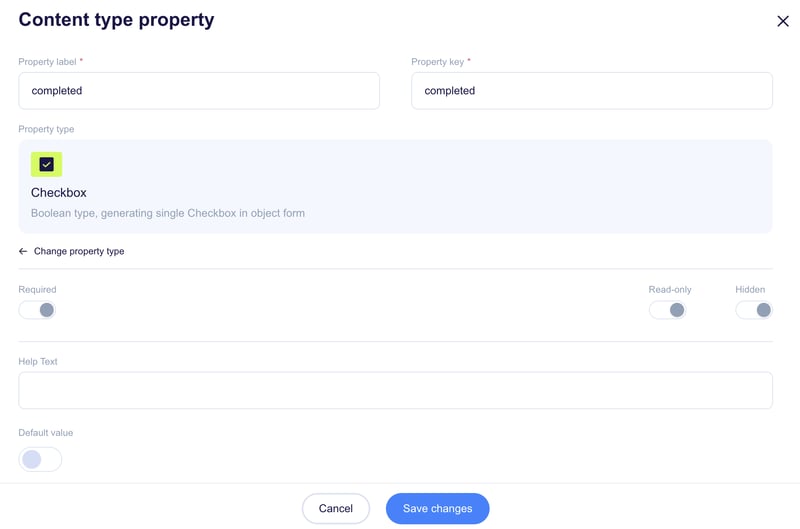 Content type property
Property label *
Property key *
completed
completed
Property type
Checkbox
Boolean type, generating single Checkbox in object form
Change property type
Required
Read-only
Hidden
Help Text
Default value
Cancel
Save changes